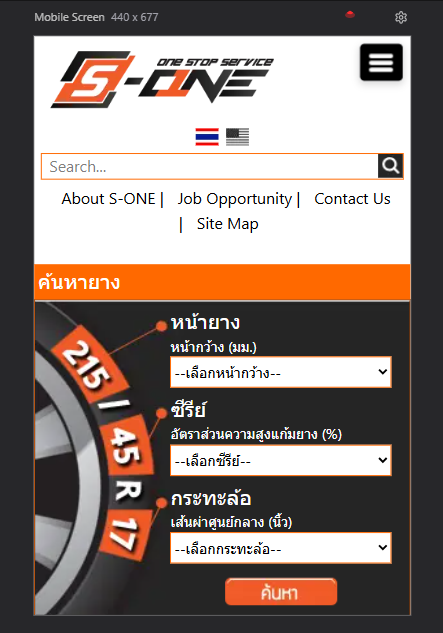 Mobile Screen 440 x 677
ONE STOP SERVICE
S-ONE
Search...
About S-ONE | Job Opportunity | Contact Us
| Site Map
ค้นหายาง
หน้ายาง
หน้ากว้าง (มม.)
--เลือกหน้ากว้าง--
ซีรีย์
อัตราส่วนความสูงแก้มยาง (%)
--เลือกซีรีย์--
กระทะล้อ
เส้นผ่าศูนย์กลาง (นิ้ว)
--เลือกกระทะล้อ--
215 / 45 R 17
ค้นหา